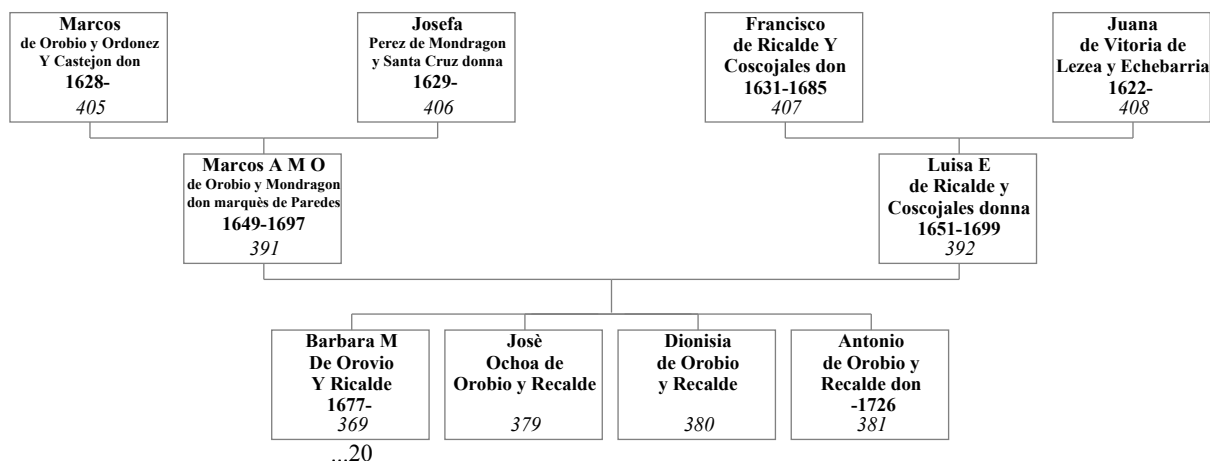 Marcos
de Orobio y Ordonez
Y Castejon don
1628-
405
Josefa
Perez de Mondragon
y Santa Cruz donna
1629-
406
Francisco
de Ricalde Y
Coscojales don
1631-1685
407
Juana
de Vitoria de
Lezea y Echebarria
1622-
408
Marcos A M O
de Orobio y Mondragon
don marquès de Paredes
1649-1697
391
Luisa E
de Ricalde y
Coscojales donna
1651-1699
392
Barbara M
De Orovio
Y Ricalde
1677-
369
...20
Josè
Ochoa de
Orobio y Recalde
379
Dionisia
de Orobio
y Recalde
380
Antonio
de Orobio y
Recalde don
-1726
381